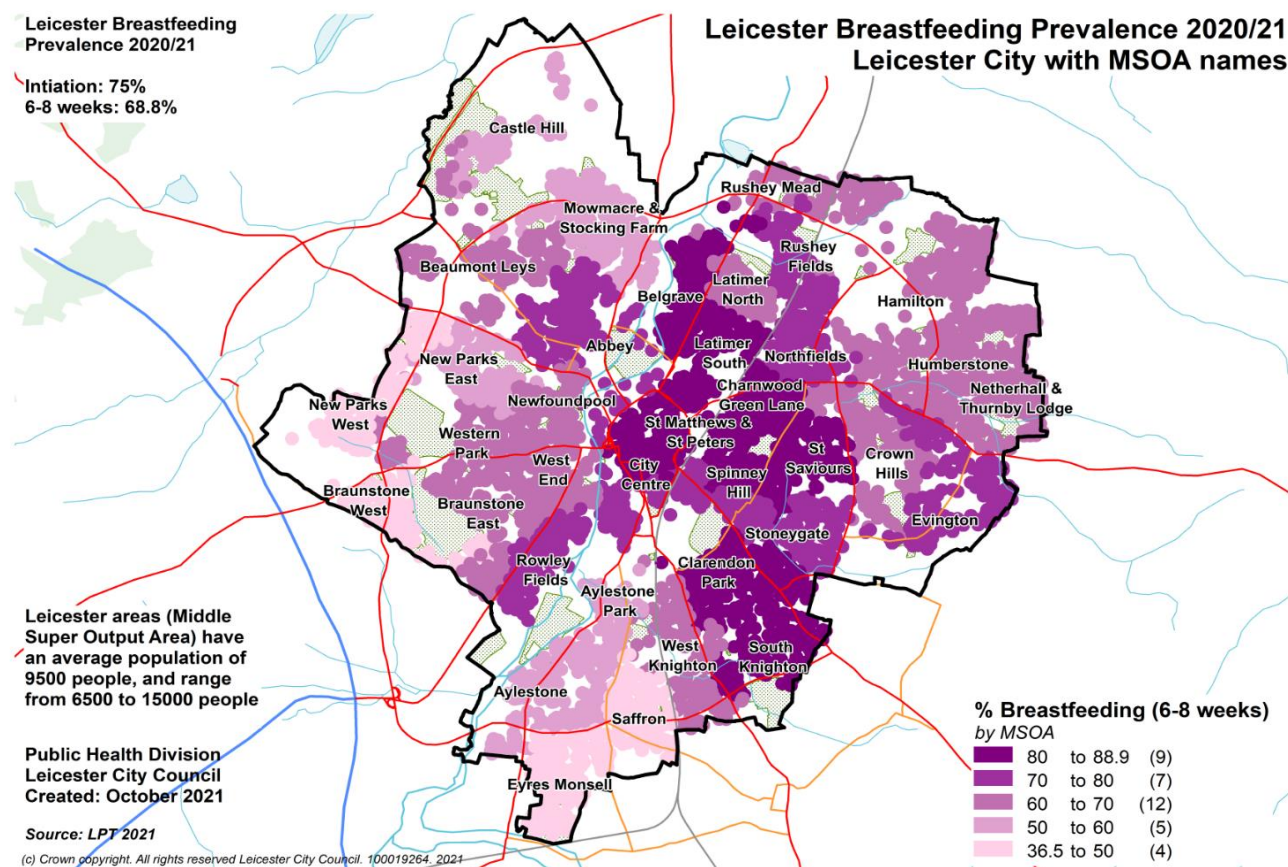 Leicester Breastfeeding
Prevalence 2020/21
Intiation: 75%
6-8 weeks: 68.8%
Leicester Breastfeeding Prevalence 2020/21
Leicester City with MSOA names
Castle Hill
Rushey Mead
Mowmacre &
Stocking Farm
Rushey
Fields
Beaumont Leys
Latimer
North
Belgrave
Hamilton
Abbey
Latimer
South
Northfields
New Parks
East
Humberstone
Charnwood
Green Lane
Netherhall &
Thurnby Lodge
New Parks
West
Newfoundpool
St Matthews &
St Peters
Western
Park
St
Saviours
Crown
Hills
West
End
City
Centre
Spinney
Hill
Braunstone
West
Braunstone
East
Evington
Stoneygate
Rowley
Fields
Clarendon
Park
Aylestone
Park
West
Knighton
South
Knighton
Aylestone
Saffron
Eyres Monsell
Leicester areas (Middle
Super Output Area) have
an average population of
9500 people, and range
from 6500 to 15000 people
Public Health Division
Leicester City Council
Created: October 2021
Source: LPT 2021
(c) Crown copyright. All rights reserved Leicester City Council. 100019264. 2021
% Breastfeeding (6-8 weeks)
by MSOA
80 to 88.9 (9)
70 to 80 (7)
60 to 70 (12)
50 to 60 (5)
36.5 to 50 (4)